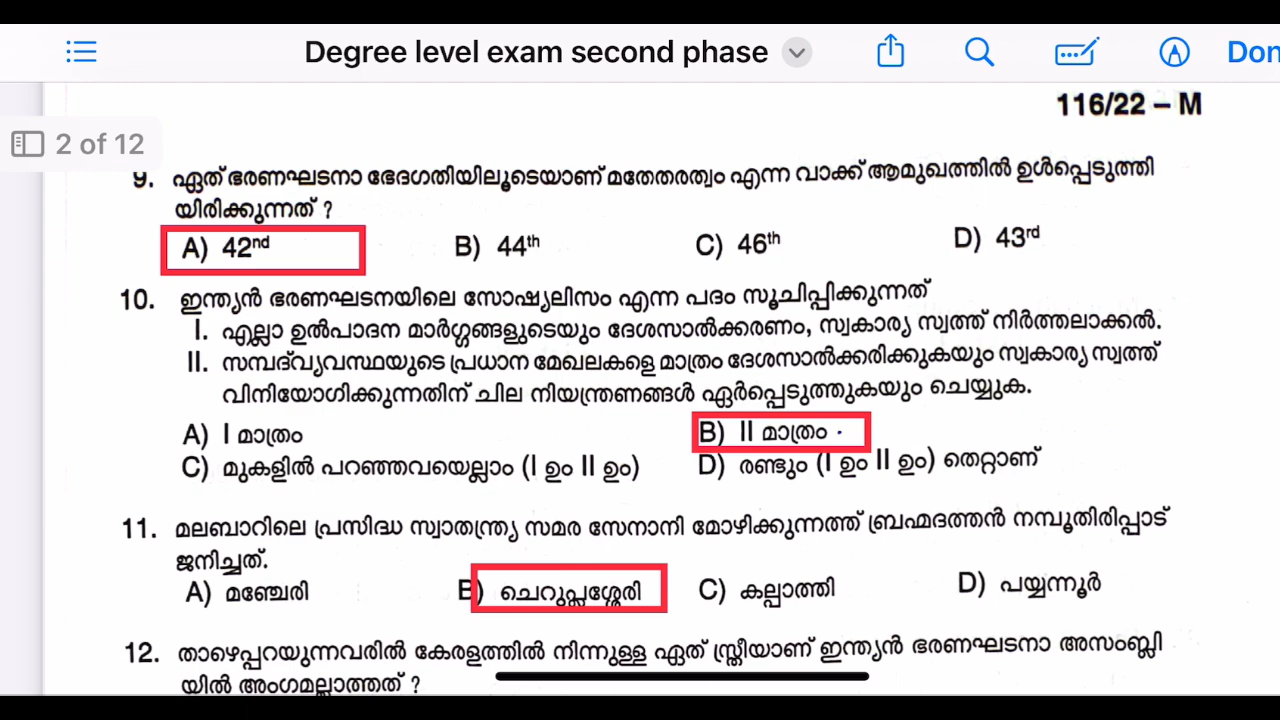 Degree level exam second phase
Don
116/22 – M
2 of 12
9. ഏത് ഭരണഘടനാ ഭേദഗതിയിലൂടെയാണ് മതേതരത്വം എന്ന വാക്ക് ആമുഖത്തിൽ ഉൾപ്പെടുത്തി
യിരിക്കുന്നത് ?
A) 42nd B) 44th C) 46th D) 43rd
10. ഇന്ത്യൻ ഭരണഘടനയിലെ സോഷ്യലിസം എന്ന പദം സൂചിപ്പിക്കുന്നത്
I. എല്ലാ ഉൽപാദന മാർഗ്ഗങ്ങളുടെയും ദേശസാൽക്കരണം, സ്വകാര്യ സ്വത്ത് നിർത്തലാക്കൽ.
II. സമ്പദ്‌വ്യവസ്ഥയുടെ പ്രധാന മേഖലകളെ മാത്രം ദേശസാൽക്കരിക്കുകയും സ്വകാര്യ സ്വത്ത്
വിനിയോഗിക്കുന്നതിന് ചില നിയന്ത്രണങ്ങൾ ഏർപ്പെടുത്തുകയും ചെയ്യുക.
A) I മാത്രം B) II മാത്രം
C) മുകളിൽ പറഞ്ഞവയെല്ലാം (I ഉം II ഉം) D) രണ്ടും (I ഉം II ഉം) തെറ്റാണ്
11. മലബാറിലെ പ്രസിദ്ധ സ്വാതന്ത്ര്യ സമര സേനാനി മോഴിക്കുന്നത്ത് ബ്രഹ്മദത്തൻ നമ്പൂതിരിപ്പാട്
ജനിച്ചത്.
A) മഞ്ചേരി B) ചെറുപ്പശ്ശേരി C) കല്പാത്തി D) പയ്യന്നൂർ
12. താഴെപ്പറയുന്നവരിൽ കേരളത്തിൽ നിന്നുള്ള ഏത് സ്ത്രീയാണ് ഇന്ത്യൻ ഭരണഘടനാ അസംബ്ലി
യിൽ അംഗമല്ലാത്തത് ?